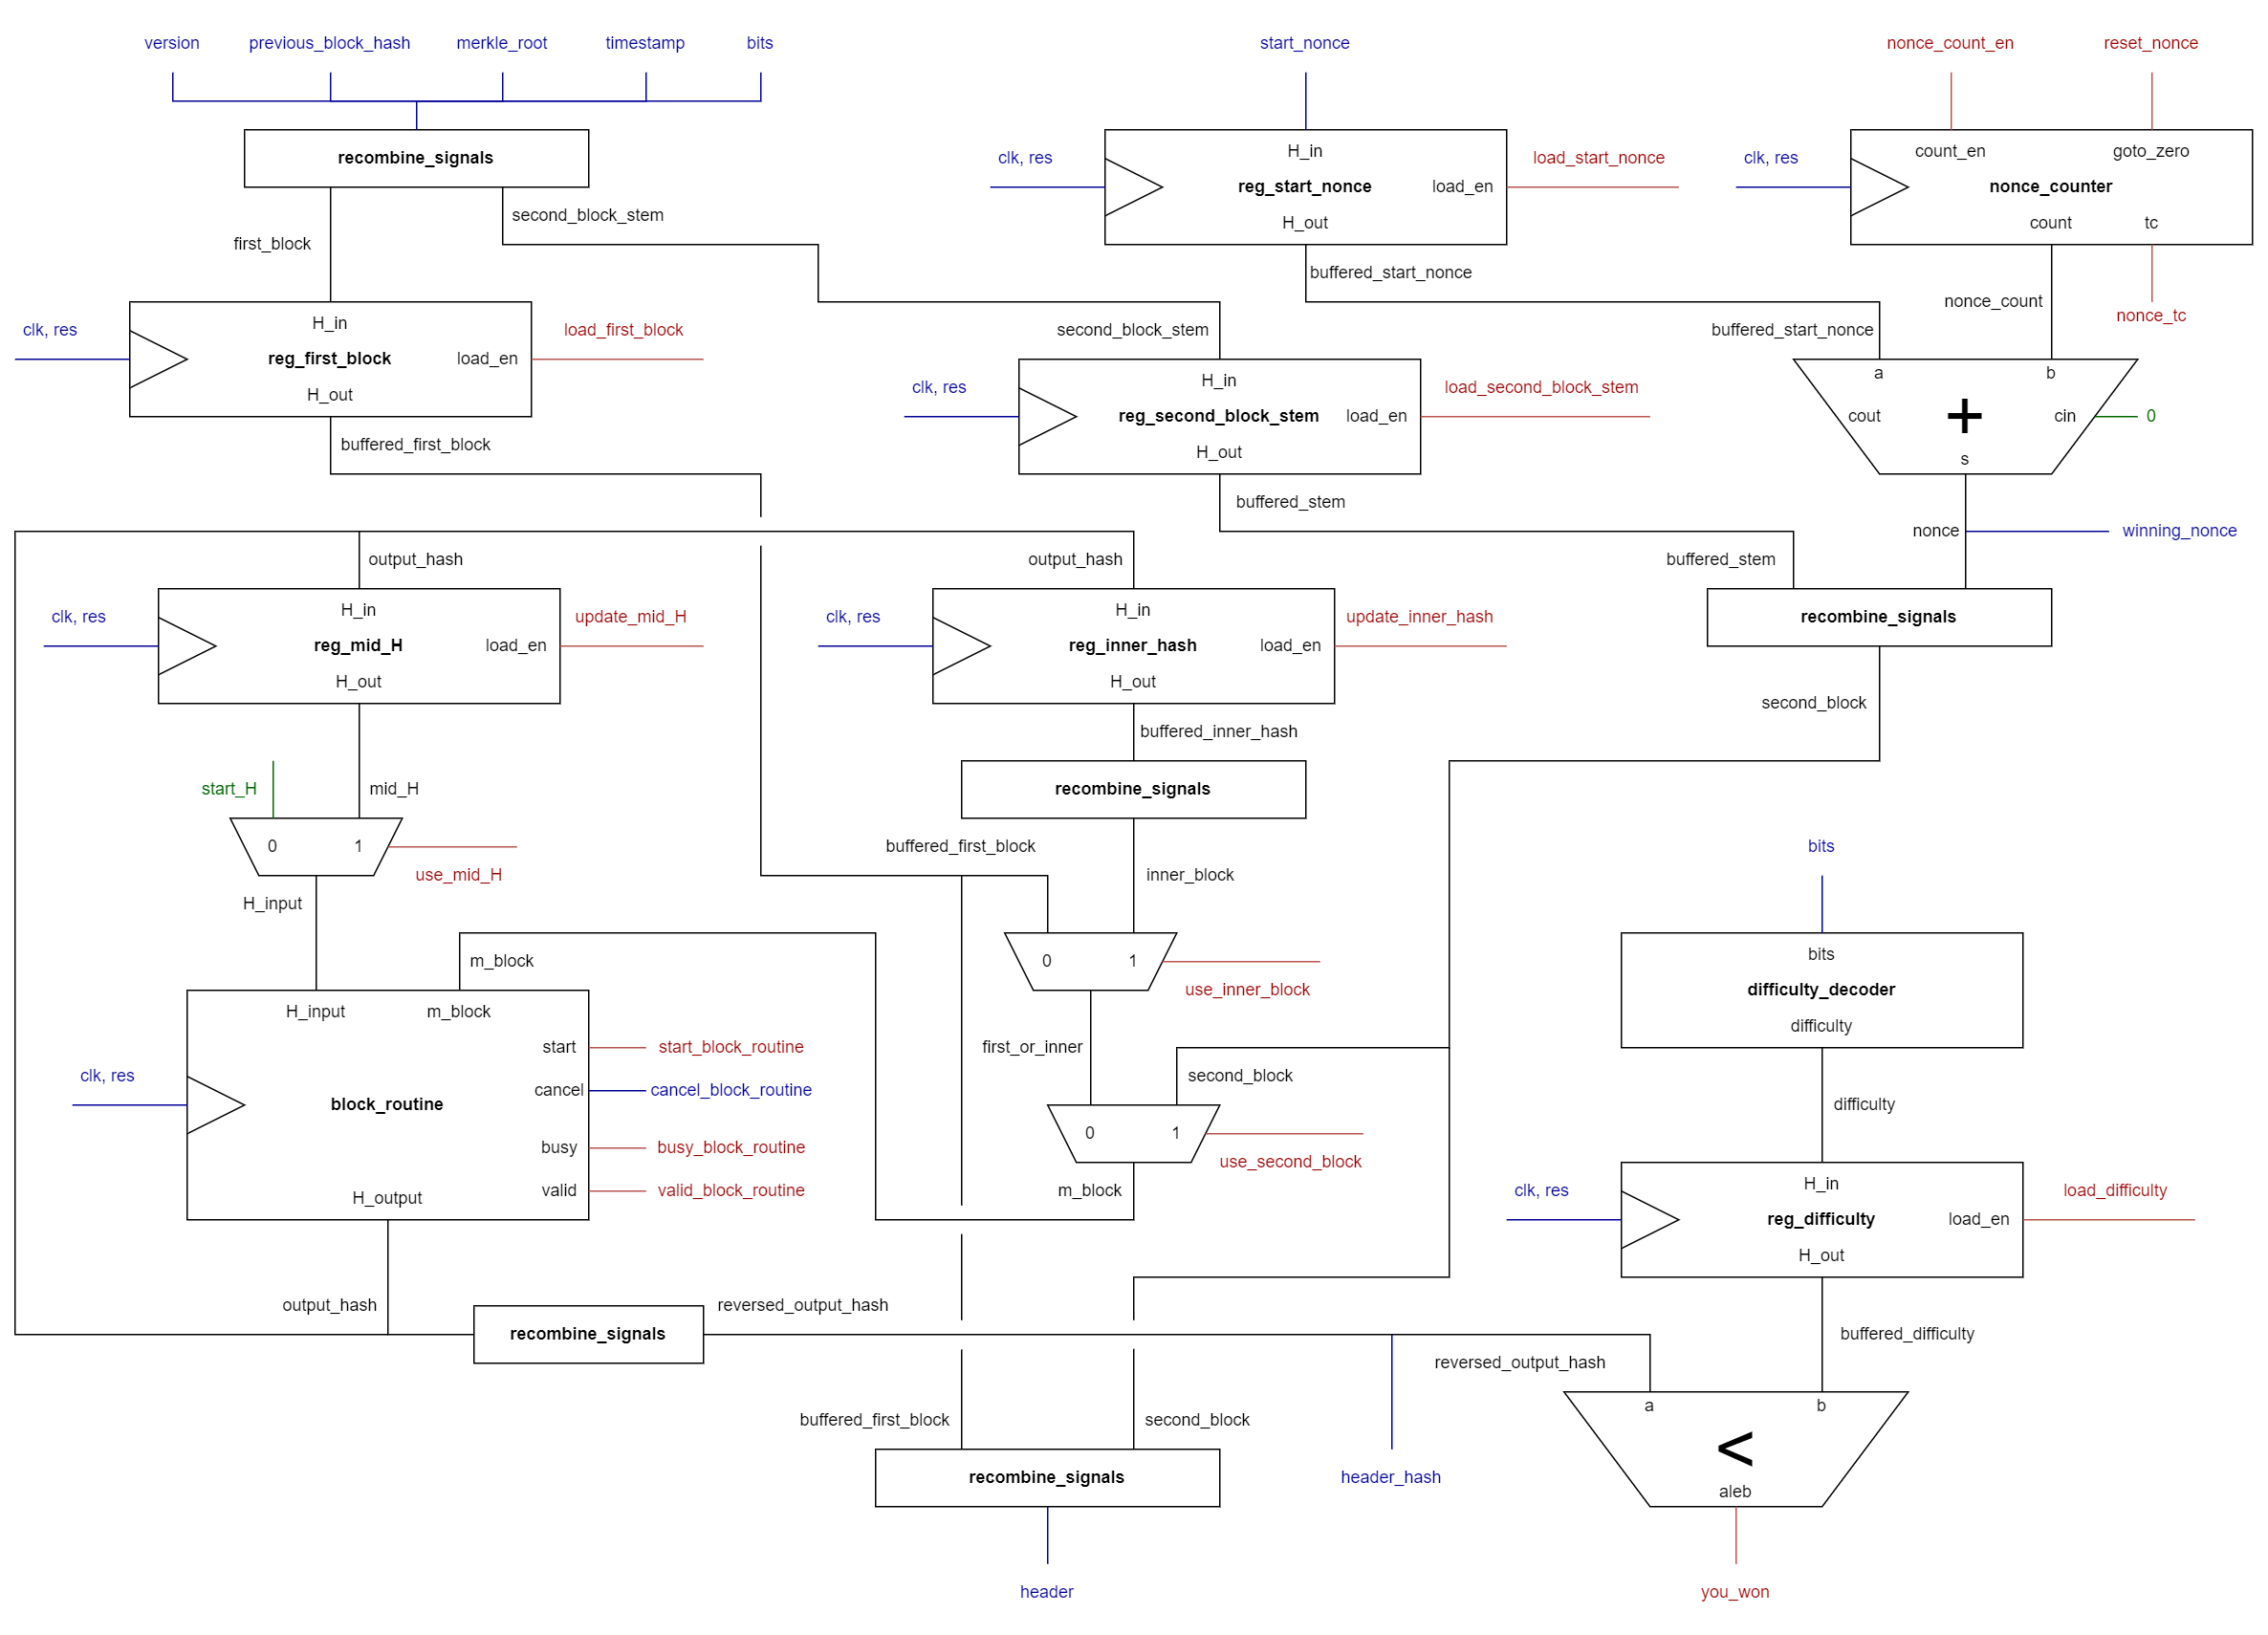 version previous_block_hash merkle_root timestamp bits start_nonce nonce_count_en reset_nonce
recombine_signals
clk, res
H_in
reg_start_nonce
load_en
H_out
load_start_nonce
clk, res
count_en
goto_zero
nonce_counter
count
tc
second_block_stem
first_block
buffered_start_nonce
nonce_count
nonce_tc
clk, res
H_in
reg_first_block
load_en
H_out
load_first_block
second_block_stem
buffered_start_nonce
clk, res
H_in
reg_second_block_stem
load_en
H_out
load_second_block_stem
a
b
cout
+
cin
0
s
buffered_first_block
buffered_stem
nonce
winning_nonce
output_hash
output_hash
buffered_stem
clk, res
H_in
reg_mid_H
load_en
H_out
update_mid_H
clk, res
H_in
reg_inner_hash
load_en
H_out
update_inner_hash
recombine_signals
second_block
buffered_inner_hash
start_H
mid_H
recombine_signals
0
1
use_mid_H
buffered_first_block
inner_block
bits
H_input
m_block
0
1
use_inner_block
bits
difficulty_decoder
difficulty
H_input
m_block
start
start_block_routine
clk, res
cancel
cancel_block_routine
block_routine
busy
busy_block_routine
valid
valid_block_routine
H_output
first_or_inner
second_block
0
1
use_second_block
m_block
difficulty
clk, res
H_in
reg_difficulty
load_en
H_out
load_difficulty
output_hash
recombine_signals
reversed_output_hash
buffered_difficulty
reversed_output_hash
buffered_first_block
second_block
a
b
<
aleb
recombine_signals
header_hash
header
you_won